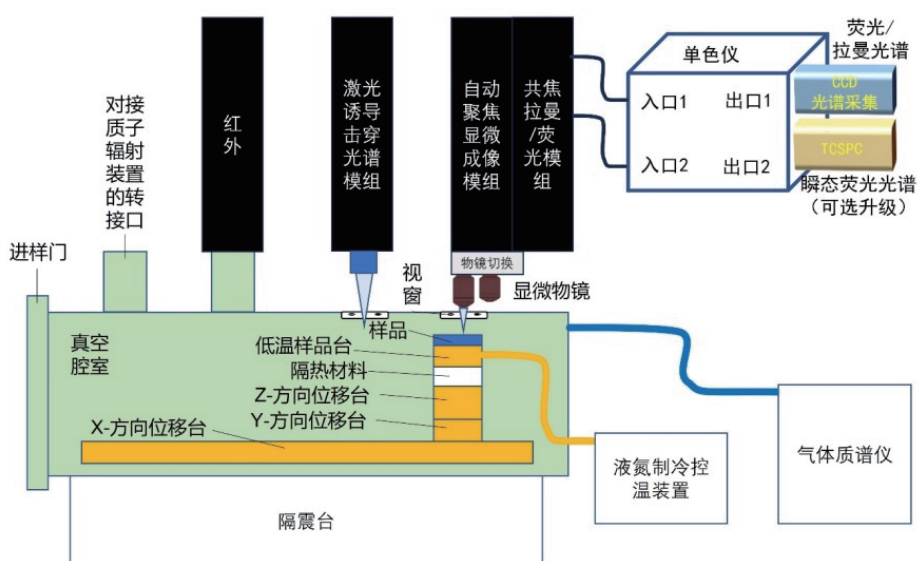 荧光/
拉曼光谱
单色仪
CCD
光谱采集
入口1
出口1
TCSPC
入口2
出口2
瞬态荧光光谱
（可选升级）
对接
质子
辐射
装置
的转
接口
红外
激光
诱导
击穿
光谱
模组
自动
聚焦
显微
成像
模组
共焦
拉曼
/荧
光模
组
进样门
视窗
物镜切换
显微物镜
真空
腔室
样品
低温样品台
隔热材料
Z-方向位移台
Y-方向位移台
X-方向位移台
液氮制冷控
温装置
气体质谱仪
隔震台